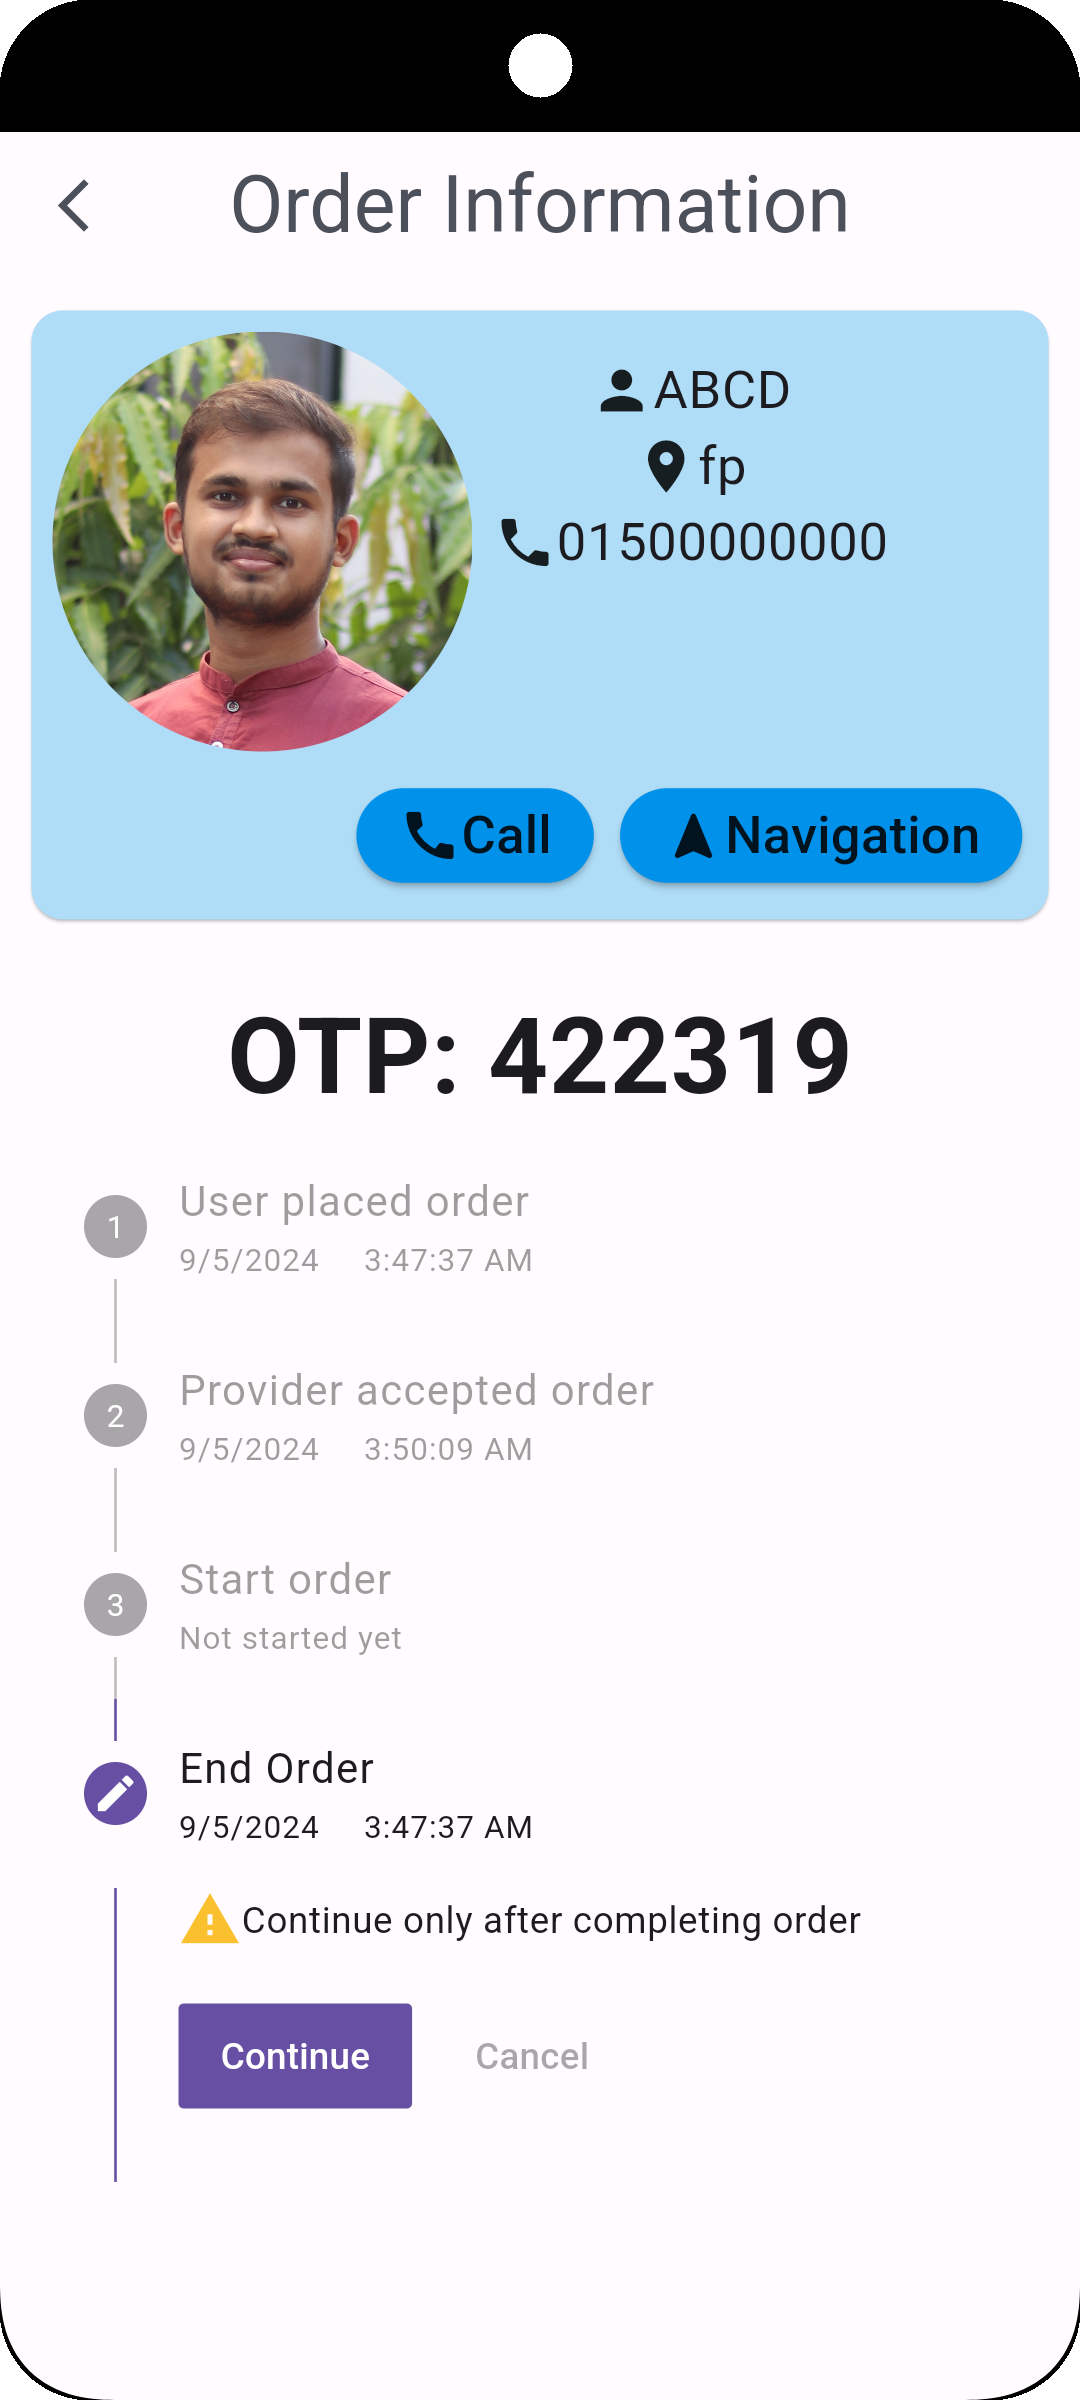 Order Information
ABCD
fp
01500000000
Call
Navigation
OTP: 422319
1
User placed order
9/5/2024 3:47:37 AM
2
Provider accepted order
9/5/2024 3:50:09 AM
3
Start order
Not started yet
End Order
9/5/2024 3:47:37 AM
Continue only after completing order
Continue
Cancel